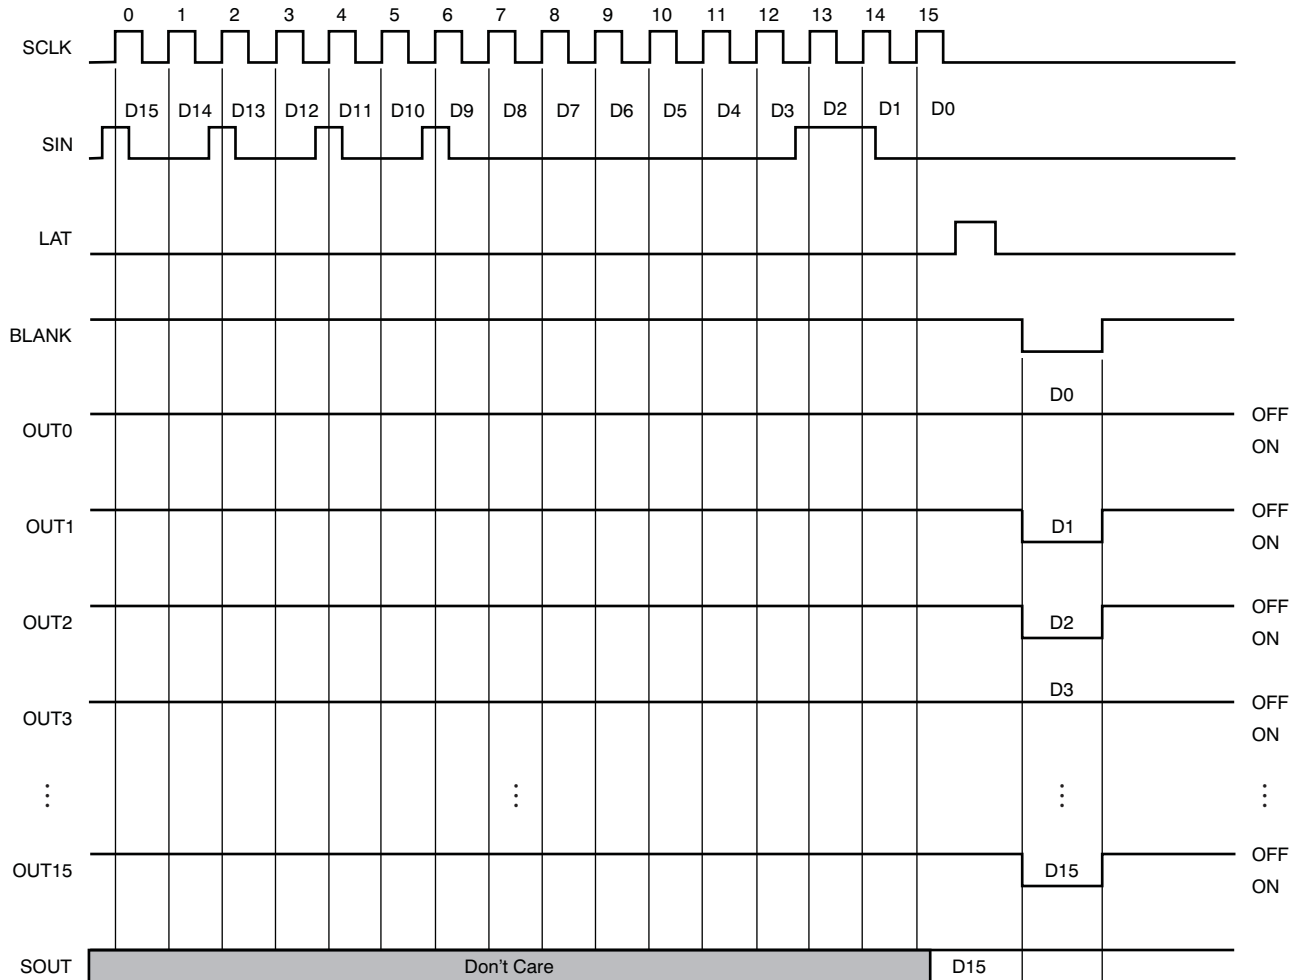 0 1 2 3 4 5 6 7 8 9 10 11 12 13 14 15
SCLK
D15 D14 D13 D12 D11 D10 D9 D8 D7 D6 D5 D4 D3 D2 D1 D0
SIN
LAT
BLANK
D0
OUT0 OFF
ON
OUT1 D1 OFF
ON
OUT2 D2 OFF
ON
D3
OUT3 OFF
ON
⋮ ⋮ ⋮ ⋮
OUT15 D15 OFF
ON
SOUT Don't Care D15